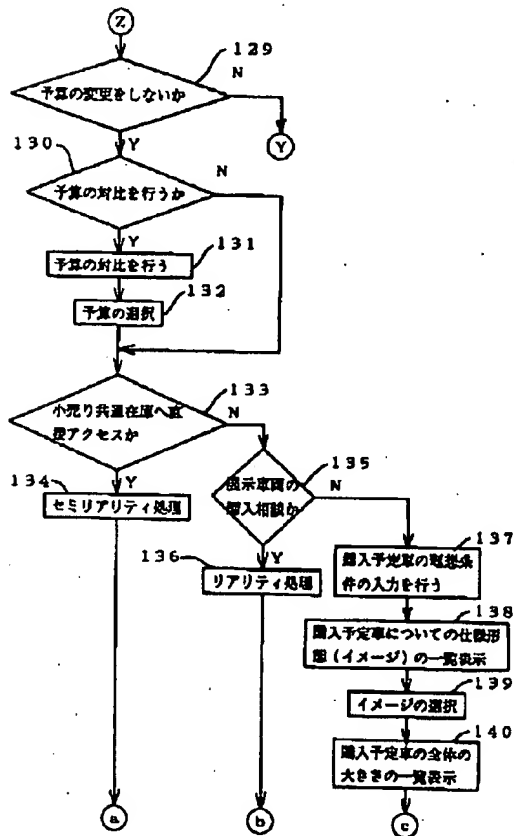 Z
129
予算の変更をしないか
N
Y
Y
130
予算の対比を行うか
N
Y
131
予算の対比を行う
132
予算の選択
133
小売り共通在庫へ直
接アクセスか
N
Y
134
セミリアリティ処理
135
展示車両の
購入相談か
N
Y
136
リアリティ処理
137
購入予定車の理想条
件の入力を行う
138
購入予定車についての仕様形
態(イメージ)の一覧表示
139
イメージの選択
140
購入予定車の全体の
大きさの一覧表示
a
b
c